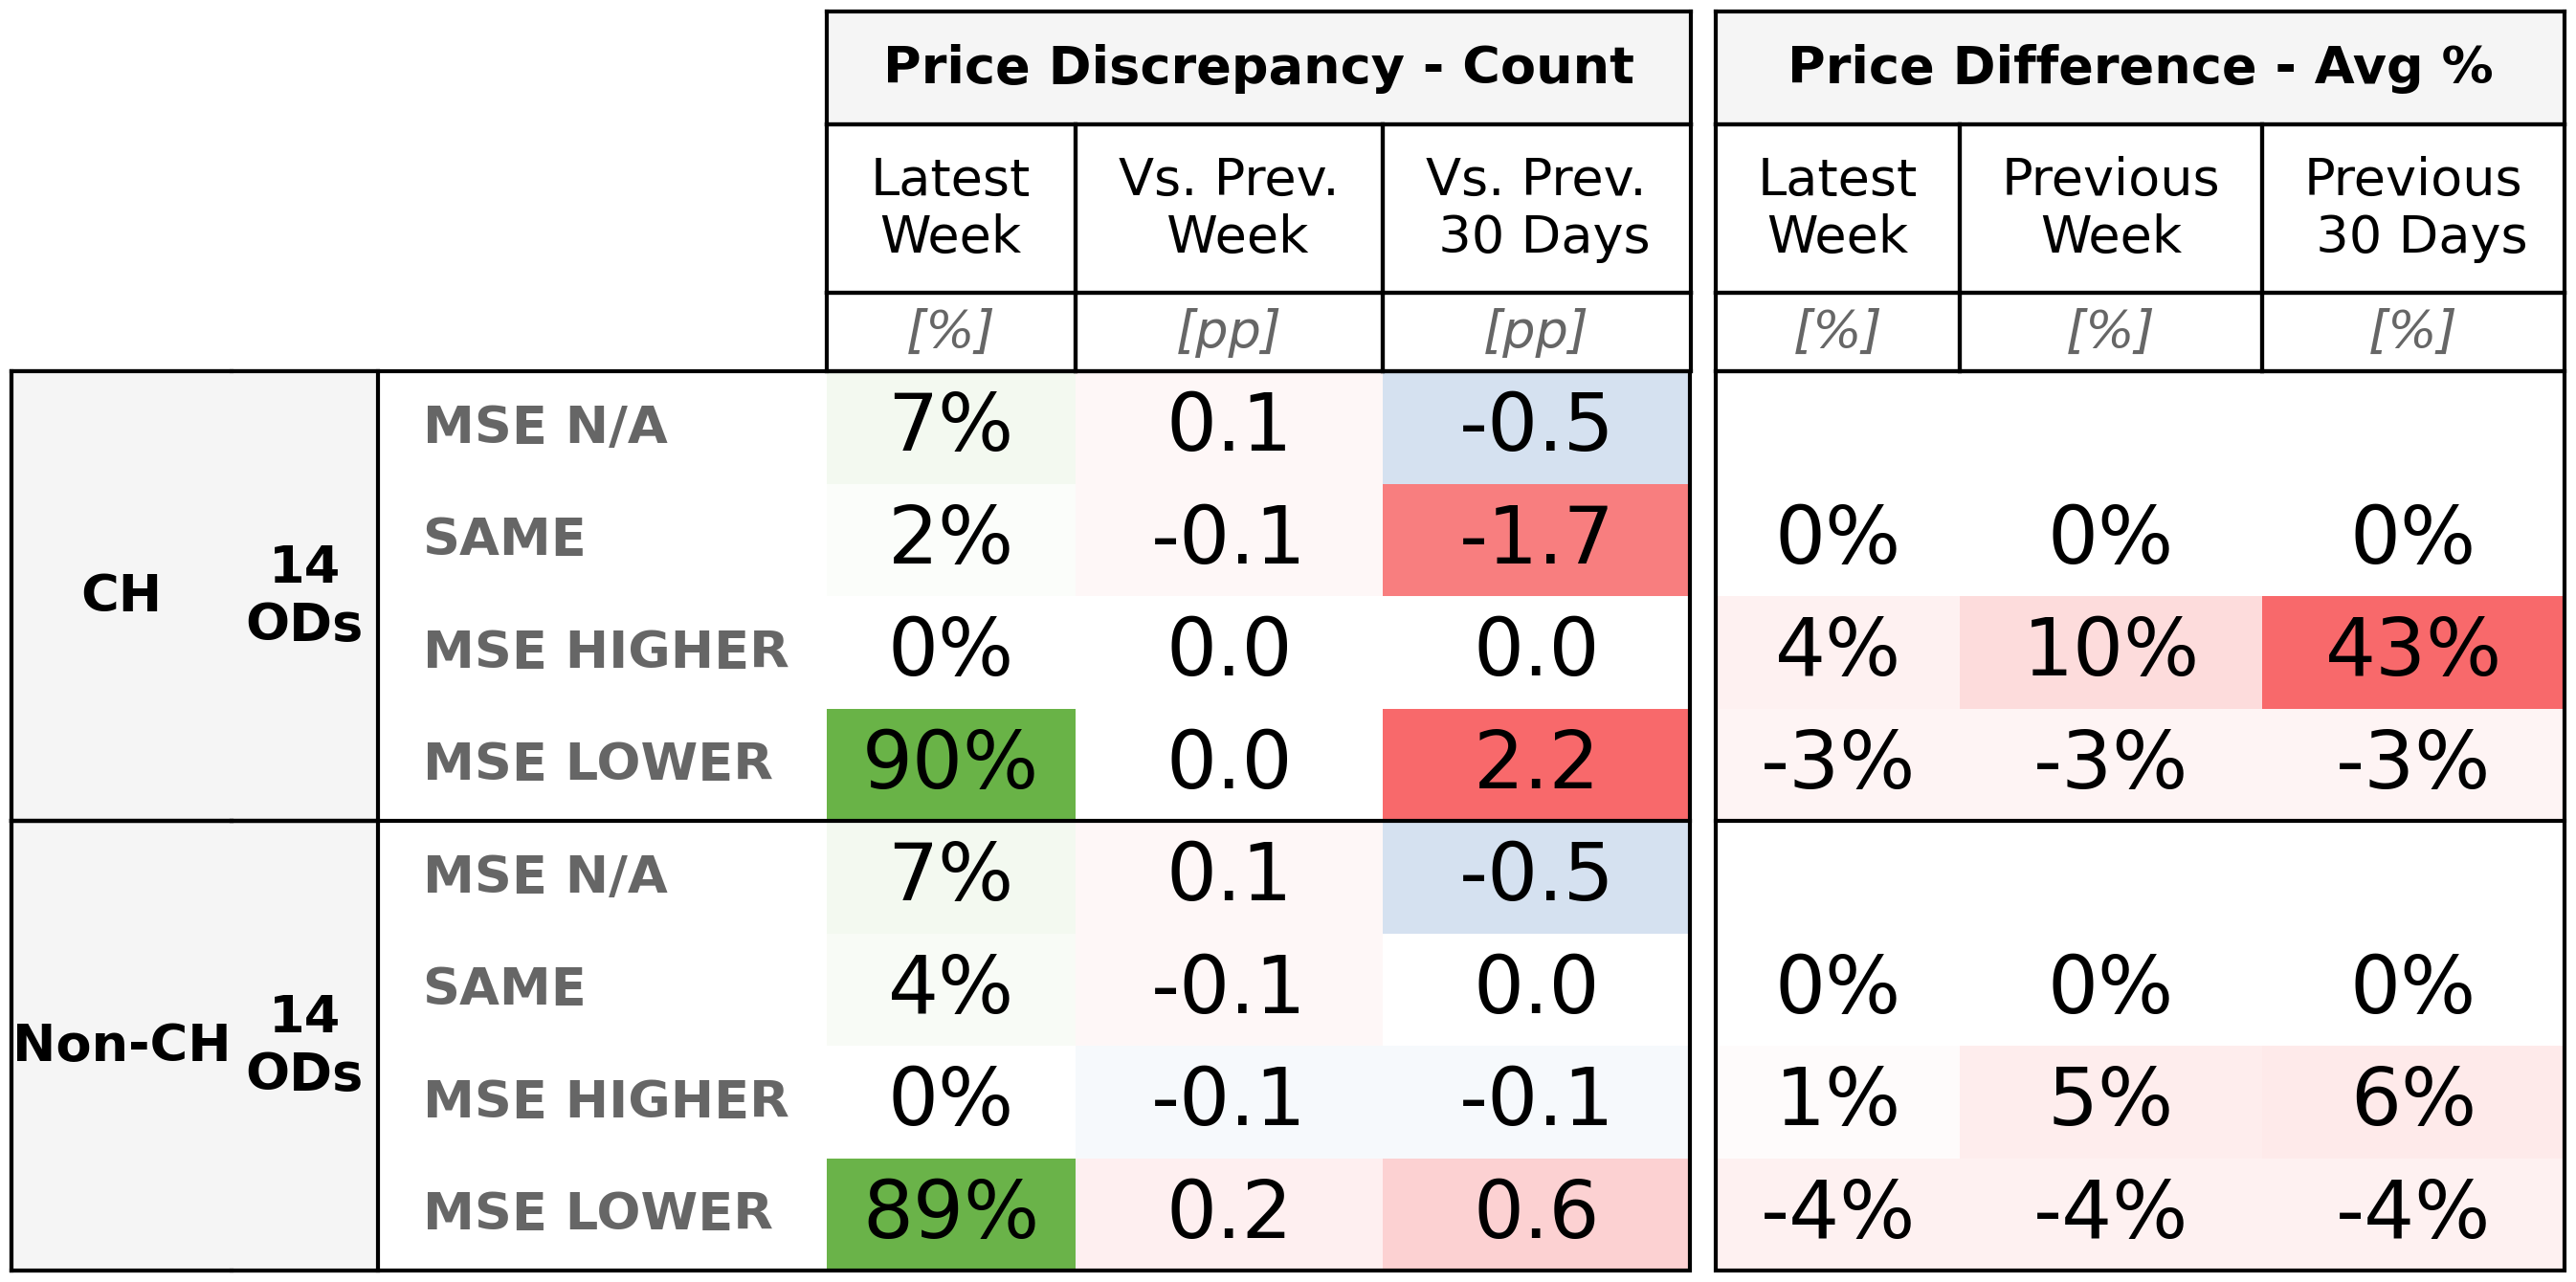 Price Discrepancy - Count Price Difference - Avg %
Latest Week Vs. Prev. Week Vs. Prev. 30 Days Latest Week Previous Week Previous 30 Days
[%] [pp] [pp] [%] [%] [%]
CH 14 ODs
MSE N/A 7% 0.1 -0.5
SAME 2% -0.1 -1.7 0% 0% 0%
MSE HIGHER 0% 0.0 0.0 4% 10% 43%
MSE LOWER 90% 0.0 2.2 -3% -3% -3%
Non-CH 14 ODs
MSE N/A 7% 0.1 -0.5
SAME 4% -0.1 0.0 0% 0% 0%
MSE HIGHER 0% -0.1 -0.1 1% 5% 6%
MSE LOWER 89% 0.2 0.6 -4% -4% -4%